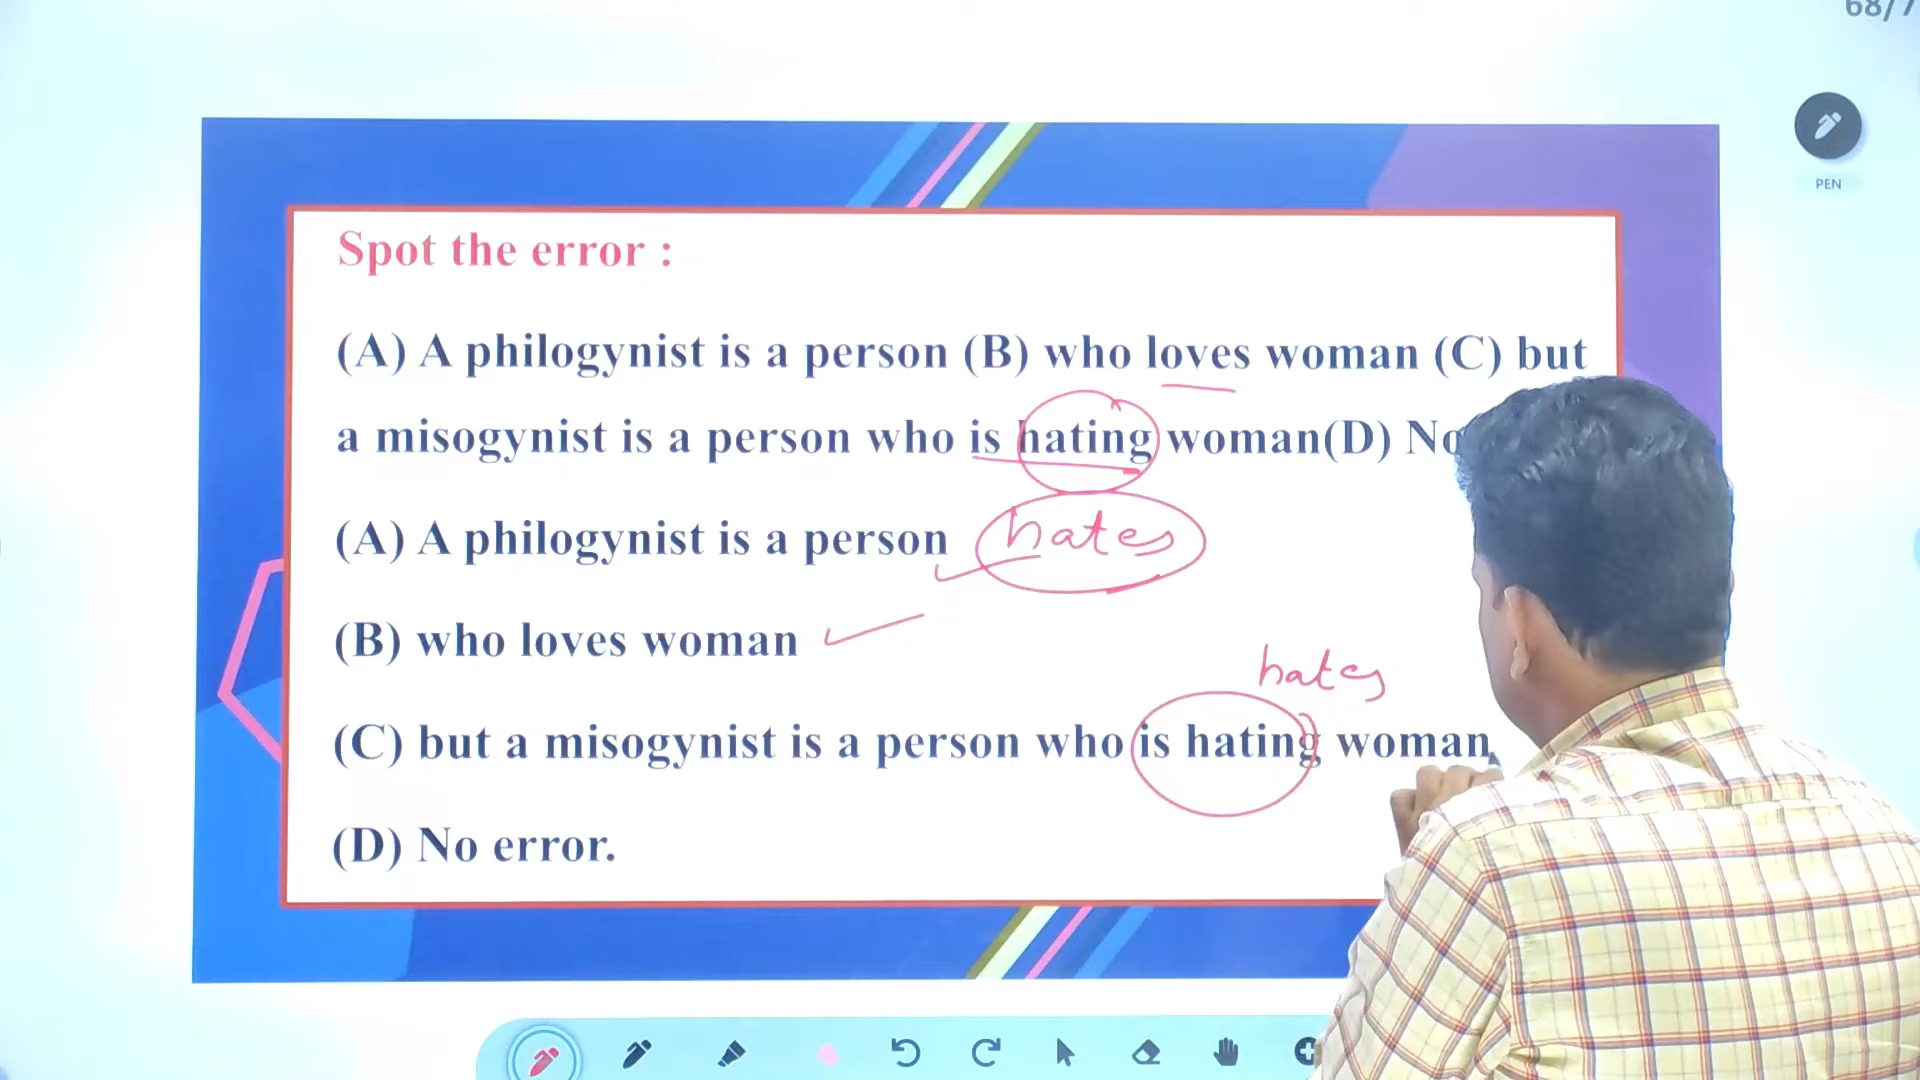 68/7
PEN
Spot the error :
(A) A philogynist is a person (B) who loves woman (C) but
a misogynist is a person who is hating woman(D) No
(A) A philogynist is a person hates
(B) who loves woman
hates
(C) but a misogynist is a person who is hating woman
(D) No error.